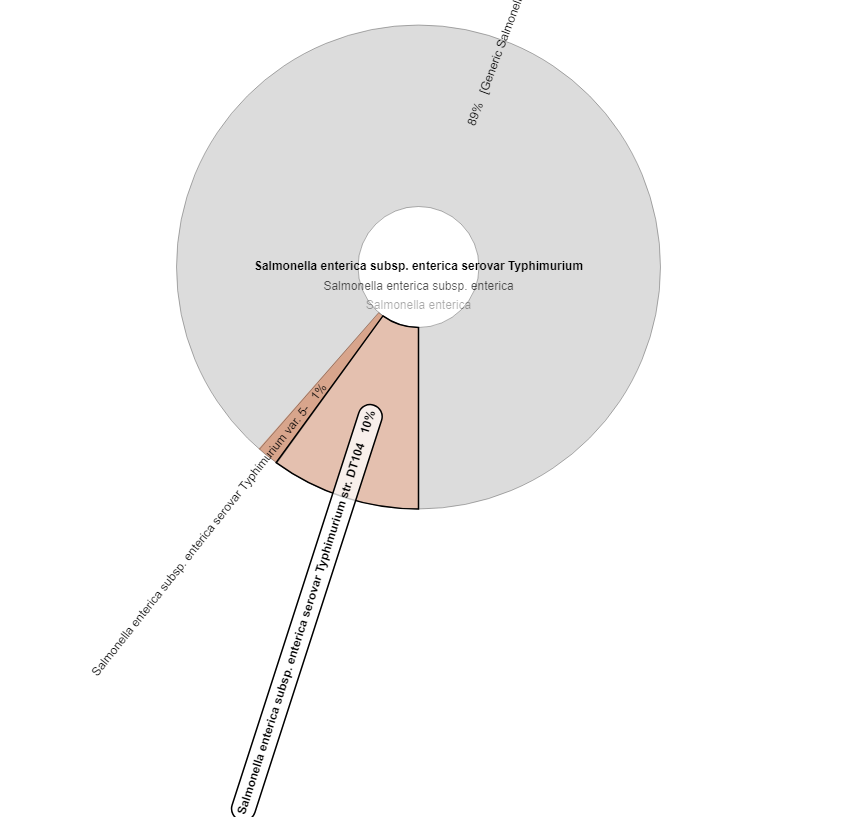 89% [Generic
Salmonella enterica subsp. enterica serovar Typhimurium
Salmonella enterica subsp. enterica
Salmonella enterica
Salmonella enterica subsp. enterica serovar Typhimurium var. 5- 1%
Salmonella enterica subsp. enterica serovar Typhimurium str. DT104 10%